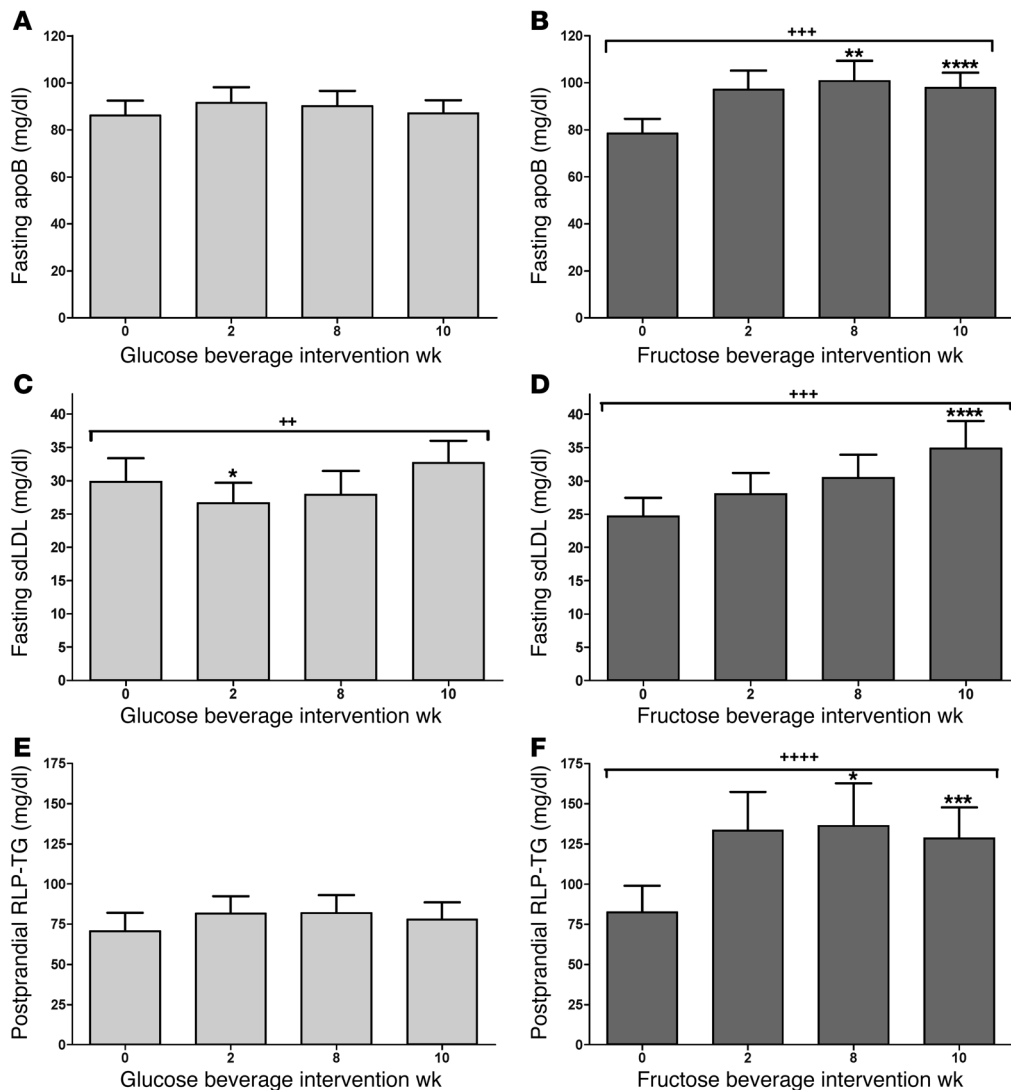 A
Fasting apoB (mg/dl)
120
100
80
60
40
20
0
0 2 8 10
Glucose beverage intervention wk
B
Fasting apoB (mg/dl)
120
100
80
60
40
20
0
+++
**
****
0 2 8 10
Fructose beverage intervention wk
C
Fasting sdLDL (mg/dl)
40
35
30
25
20
15
10
5
0
++
*
0 2 8 10
Glucose beverage intervention wk
D
Fasting sdLDL (mg/dl)
40
35
30
25
20
15
10
5
0
+++
****
0 2 8 10
Fructose beverage intervention wk
E
Postprandial RLP-TG (mg/dl)
175
150
125
100
75
50
25
0
0 2 8 10
Glucose beverage intervention wk
F
Postprandial RLP-TG (mg/dl)
175
150
125
100
75
50
25
0
++++
*
***
0 2 8 10
Fructose beverage intervention wk